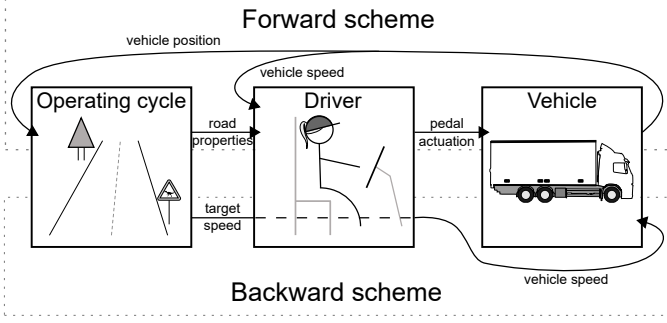 Forward scheme
vehicle position
vehicle speed
Operating cycle
Driver
Vehicle
road
properties
pedal
actuation
target
speed
vehicle speed
Backward scheme